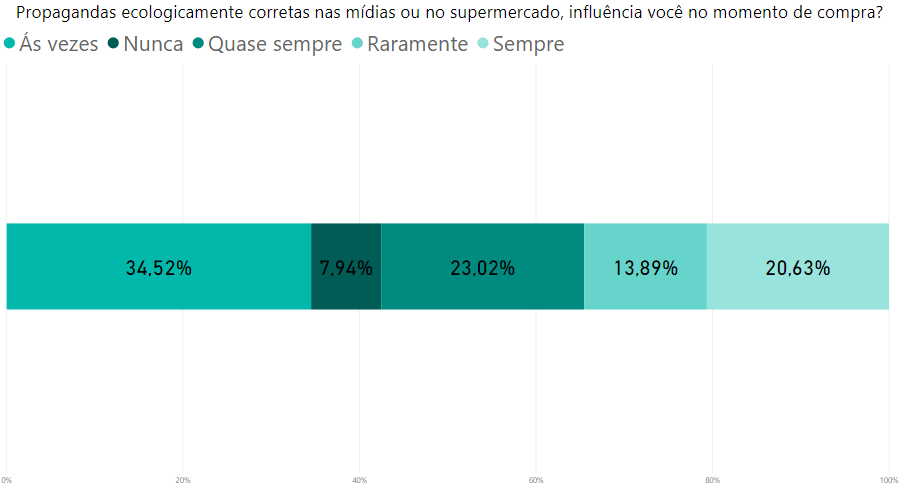 Propagandas ecologicamente corretas nas mídias ou no supermercado, influência você no momento de compra?
Ás vezes Nunca Quase sempre Raramente Sempre
34,52% 7,94% 23,02% 13,89% 20,63%
0% 20% 40% 60% 80% 100%